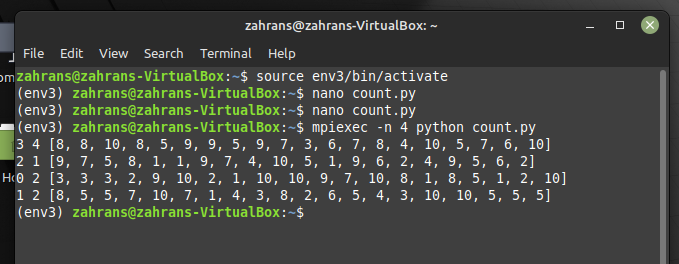 zahrans@zahrans-VirtualBox: ~
File Edit View Search Terminal Help
zahrans@zahrans-VirtualBox:~$ source env3/bin/activate
(env3) zahrans@zahrans-VirtualBox:~$ nano count.py
(env3) zahrans@zahrans-VirtualBox:~$ nano count.py
(env3) zahrans@zahrans-VirtualBox:~$ mpiexec -n 4 python count.py
3 4 [8, 8, 10, 8, 5, 9, 9, 5, 9, 7, 3, 6, 7, 8, 4, 10, 5, 7, 6, 10]
2 1 [9, 7, 5, 8, 1, 1, 9, 7, 4, 10, 5, 1, 9, 6, 2, 4, 9, 5, 6, 2]
0 2 [3, 3, 3, 2, 9, 10, 2, 1, 10, 10, 9, 7, 10, 8, 1, 8, 5, 1, 2, 10]
1 2 [8, 5, 5, 7, 10, 7, 1, 4, 3, 8, 2, 6, 5, 4, 3, 10, 10, 5, 5, 5]
(env3) zahrans@zahrans-VirtualBox:~$